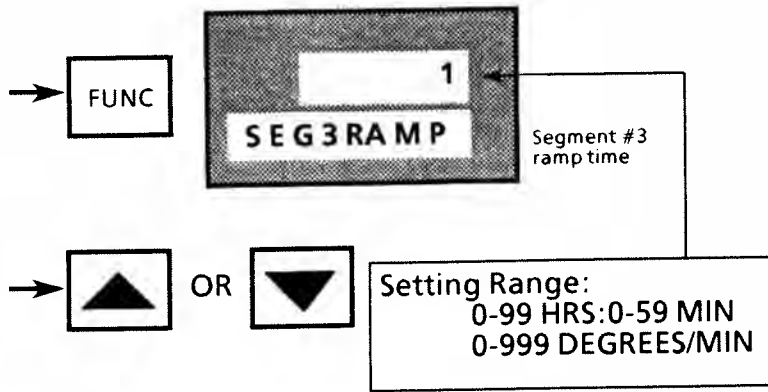 FUNC
1
SEG3RAMP
Segment #3
ramp time
OR
Setting Range:
0-99 HRS:0-59 MIN
0-999 DEGREES/MIN